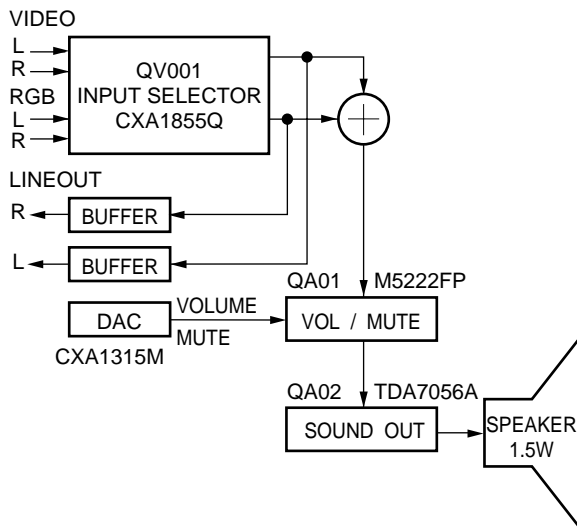 VIDEO
L
R
RGB
L
R
QV001
INPUT SELECTOR
CXA1855Q
LINEOUT
R
BUFFER
L
BUFFER
QA01 M5222FP
VOLUME
DAC
VOL / MUTE
MUTE
CXA1315M
QA02 TDA7056A
SOUND OUT
SPEAKER
1.5W